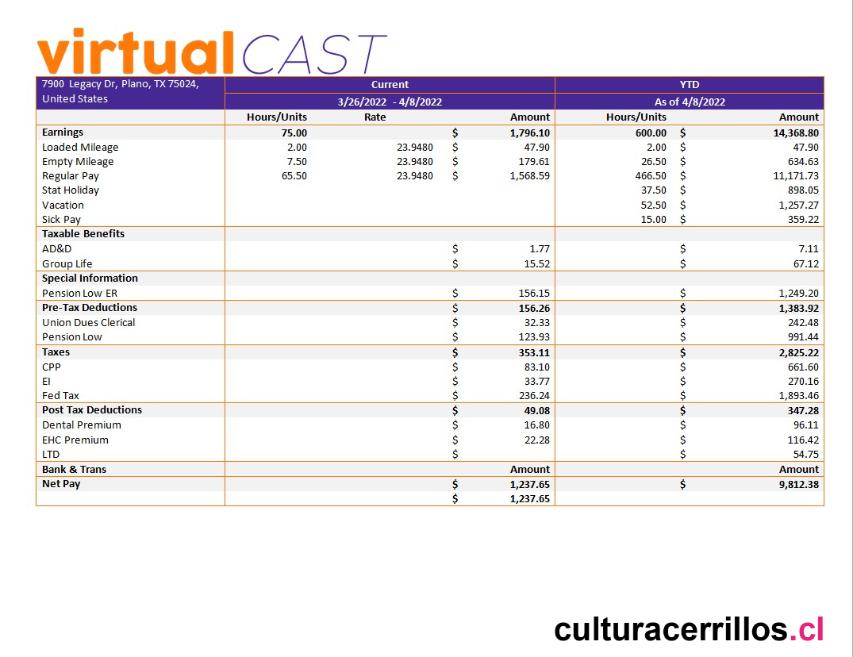 virtualCAST
7900 Legacy Dr, Plano, TX 75024, Current YTD
United States 3/26/2022 - 4/8/2022 As of 4/8/2022
Hours/Units Rate Amount Hours/Units Amount
Earnings 75.00 $ 1,796.10 600.00 $ 14,368.80
Loaded Mileage 2.00 23.9480 $ 47.90 2.00 $ 47.90
Empty Mileage 7.50 23.9480 $ 179.61 26.50 $ 634.63
Regular Pay 65.50 23.9480 $ 1,568.59 466.50 $ 11,171.73
Stat Holiday 37.50 $ 898.05
Vacation 52.50 $ 1,257.27
Sick Pay 15.00 $ 359.22
Taxable Benefits
AD&D $ 1.77 $ 7.11
Group Life $ 15.52 $ 67.12
Special Information
Pension Low ER $ 156.15 $ 1,249.20
Pre-Tax Deductions $ 156.26 $ 1,383.92
Union Dues Clerical $ 32.33 $ 242.48
Pension Low $ 123.93 $ 991.44
Taxes $ 353.11 $ 2,825.22
CPP $ 83.10 $ 661.60
EI $ 33.77 $ 270.16
Fed Tax $ 236.24 $ 1,893.46
Post Tax Deductions $ 49.08 $ 347.28
Dental Premium $ 16.80 $ 96.11
EHC Premium $ 22.28 $ 116.42
LTD $ $ 54.75
Bank & Trans Amount Amount
Net Pay $ 1,237.65 $ 9,812.38
$ 1,237.65
culturacerrillos.cl